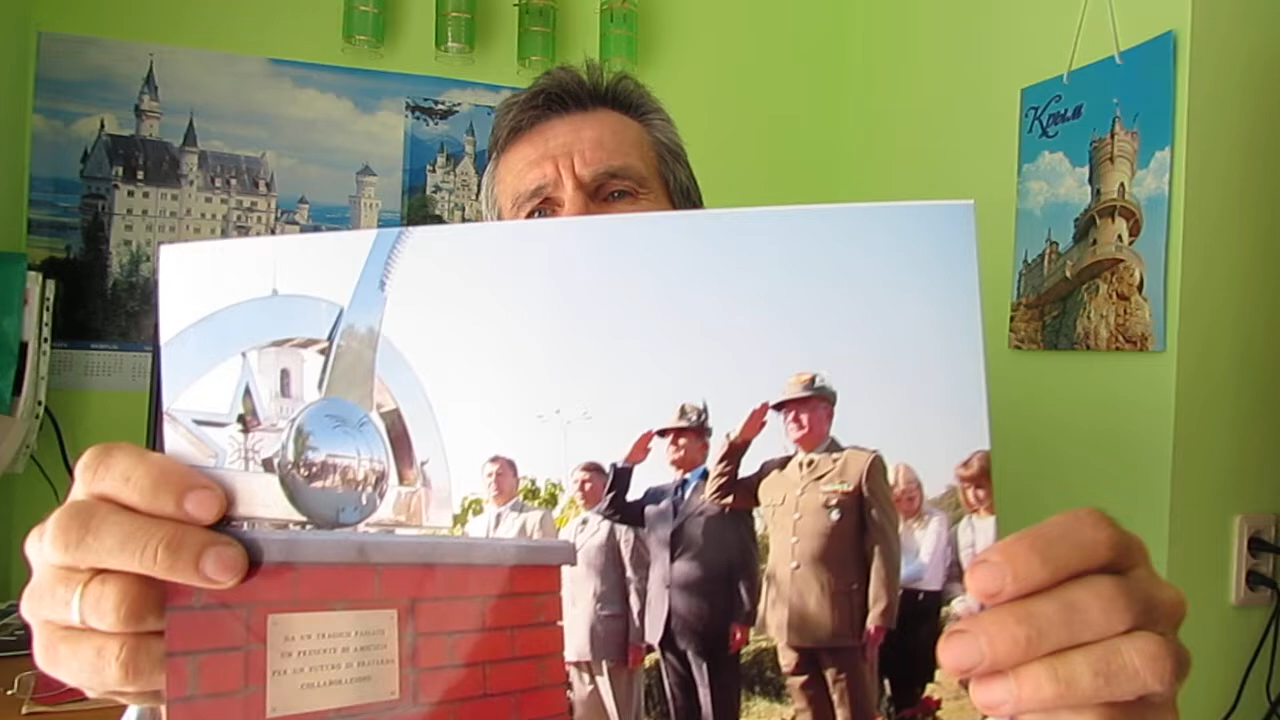 Крым
DA UN TRAGICO PASSATO
UN PRESENTE DI AMICIZIA
PER UN FUTURO DI FRATERNA
COLLABORAZIONE